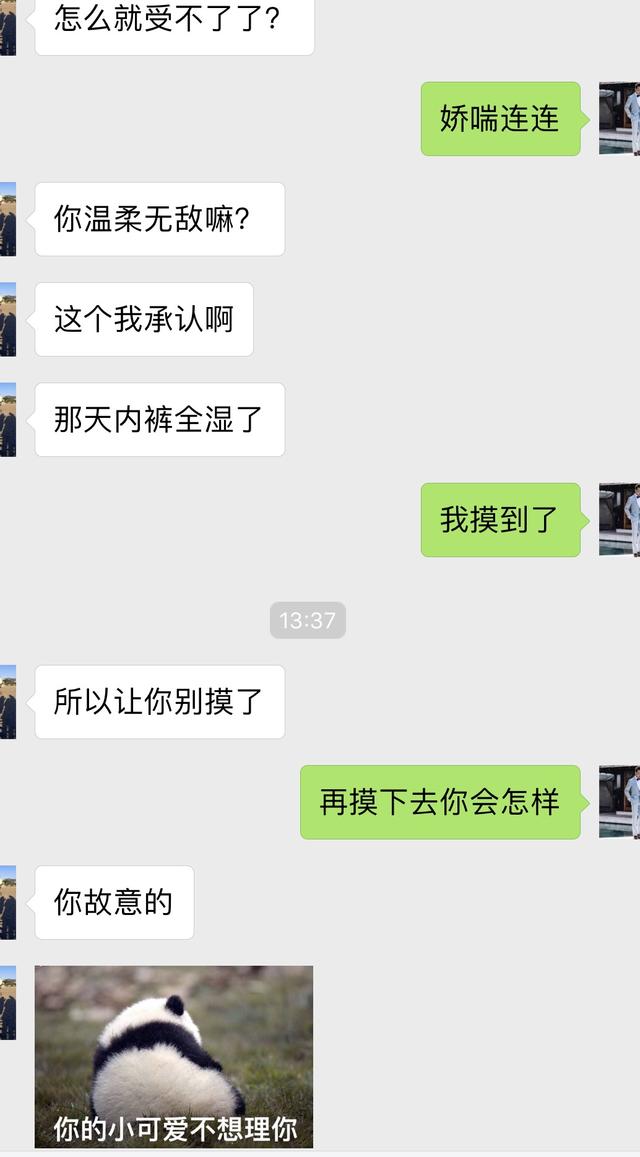 怎么就受不了了?
娇喘连连
你温柔无敌嘛?
这个我承认啊
那天内裤全湿了
我摸到了
13:37
所以让你别摸了
再摸下去你会怎样
你故意的
你的小可爱不想理你